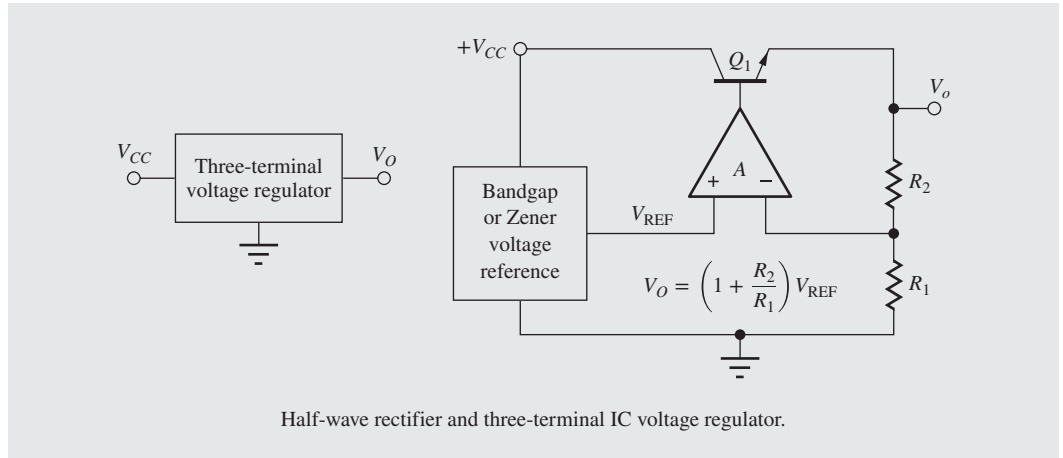 V_CC
Three-terminal
voltage regulator
V_O
+V_CC
Q_1
V_o
A
+ −
R_2
Bandgap
or Zener
voltage
reference
V_REF
V_O = (1 + R_2/R_1) V_REF
R_1
Half-wave rectifier and three-terminal IC voltage regulator.